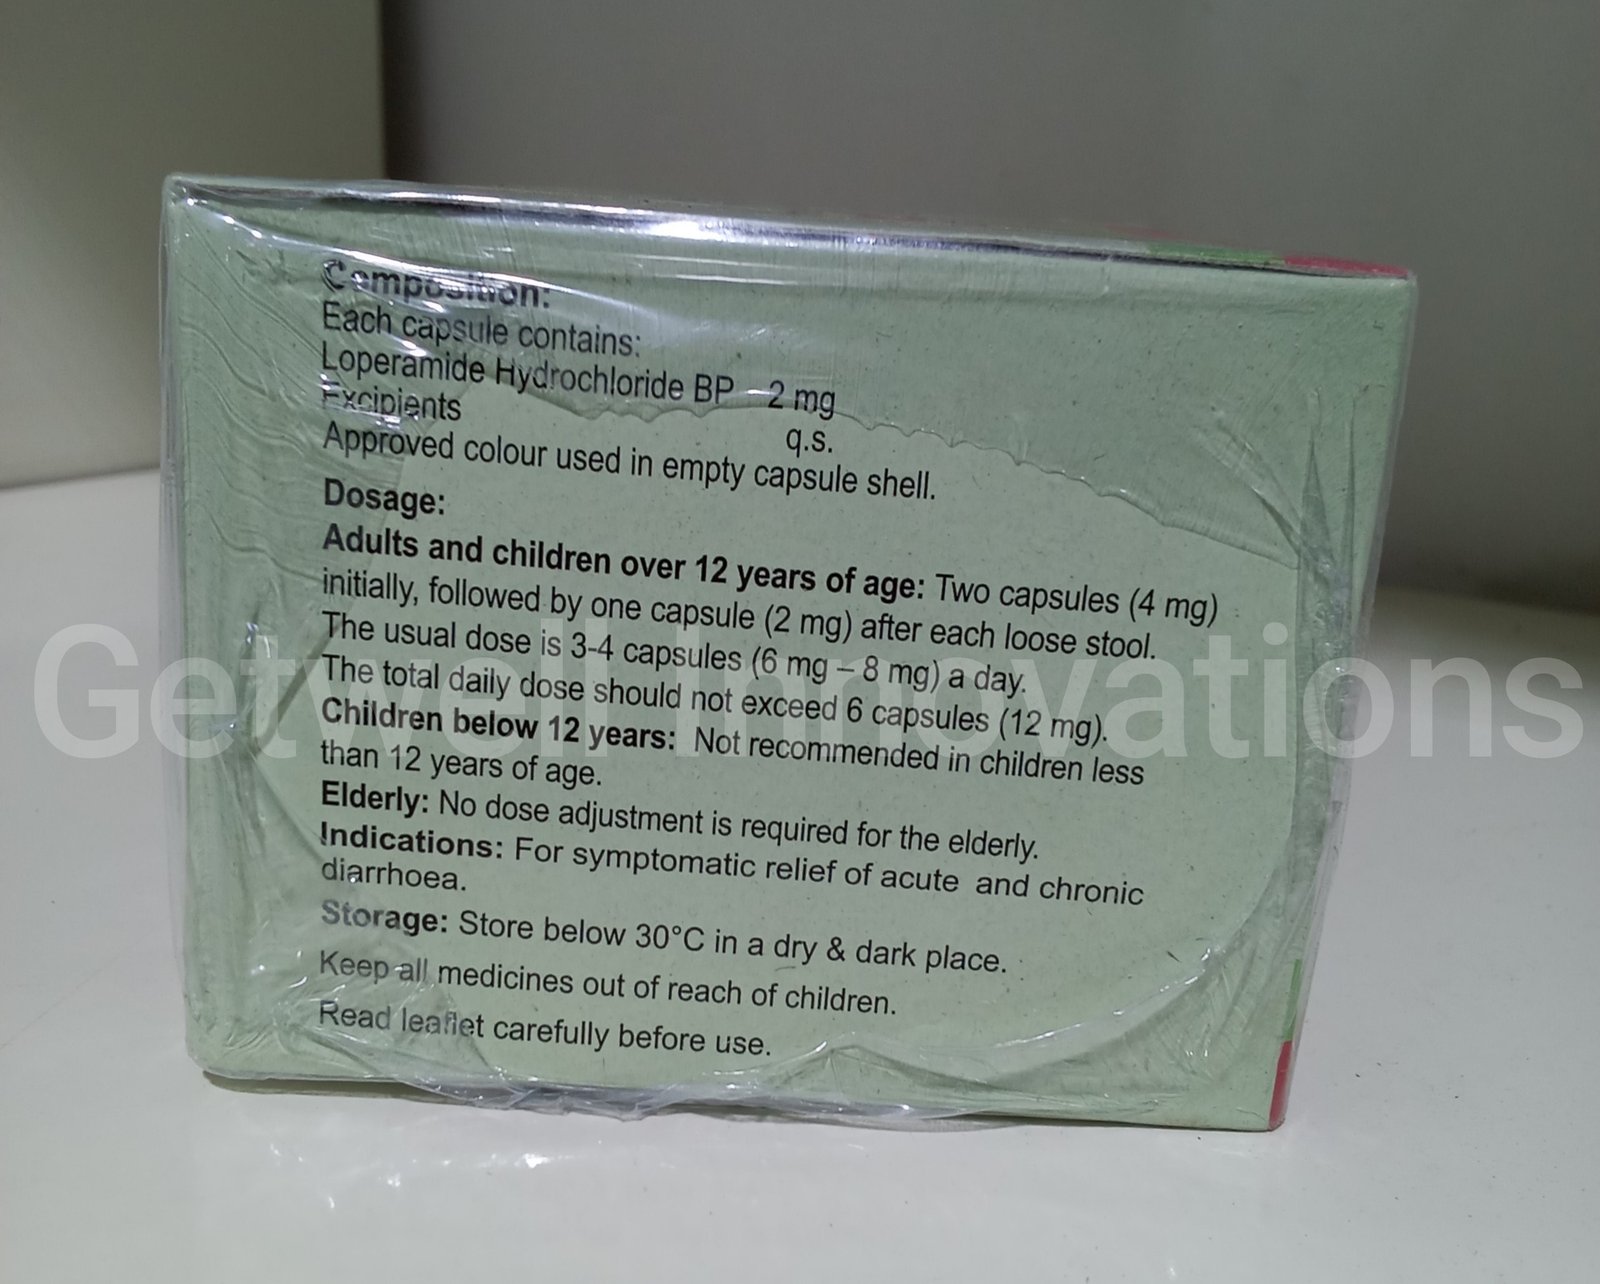 Composition:
Each capsule contains:
Loperamide Hydrochloride BP 2 mg
Excipients q.s.
Approved colour used in empty capsule shell.
Dosage:
Adults and children over 12 years of age: Two capsules (4 mg)
initially, followed by one capsule (2 mg) after each loose stool.
The usual dose is 3-4 capsules (6 mg – 8 mg) a day.
The total daily dose should not exceed 6 capsules (12 mg).
Children below 12 years: Not recommended in children less
than 12 years of age.
Elderly: No dose adjustment is required for the elderly.
Indications: For symptomatic relief of acute and chronic
diarrhoea.
Storage: Store below 30°C in a dry & dark place.
Keep all medicines out of reach of children.
Read leaflet carefully before use.
Getwell Innovations